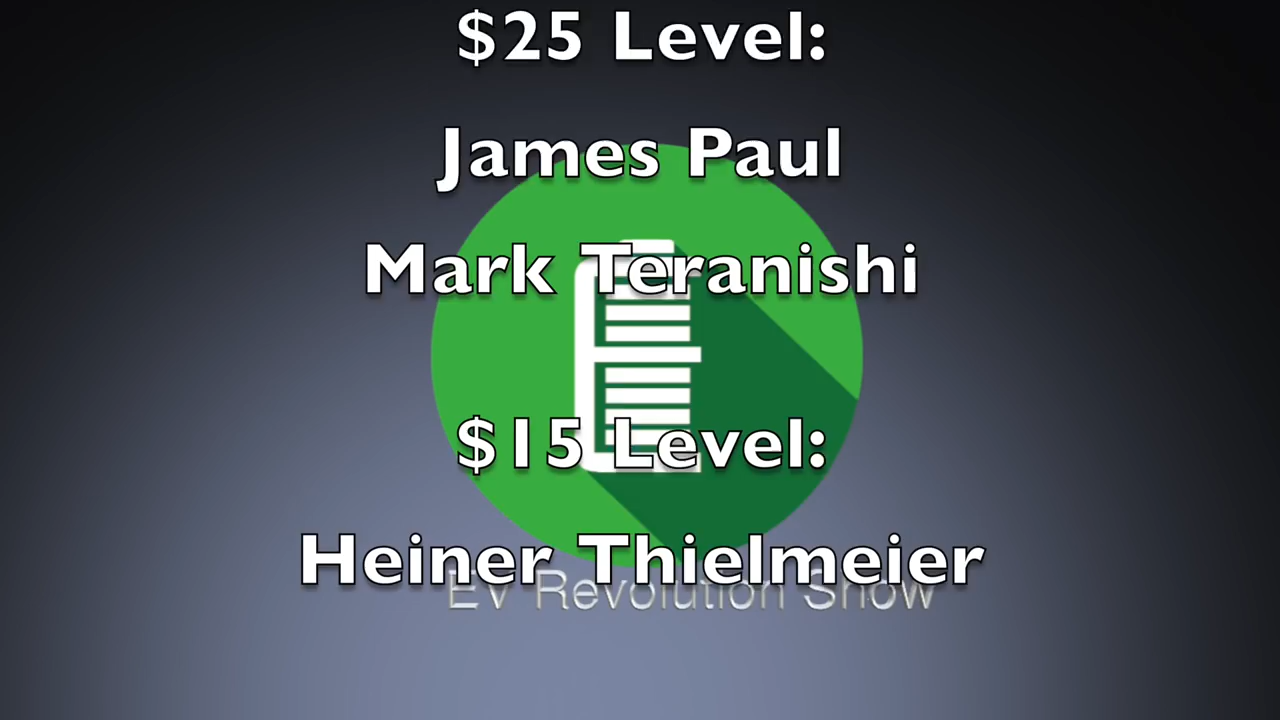 $25 Level:
James Paul
Mark Teranishi
$15 Level:
Heiner Thielmeier
EV Revolution Show